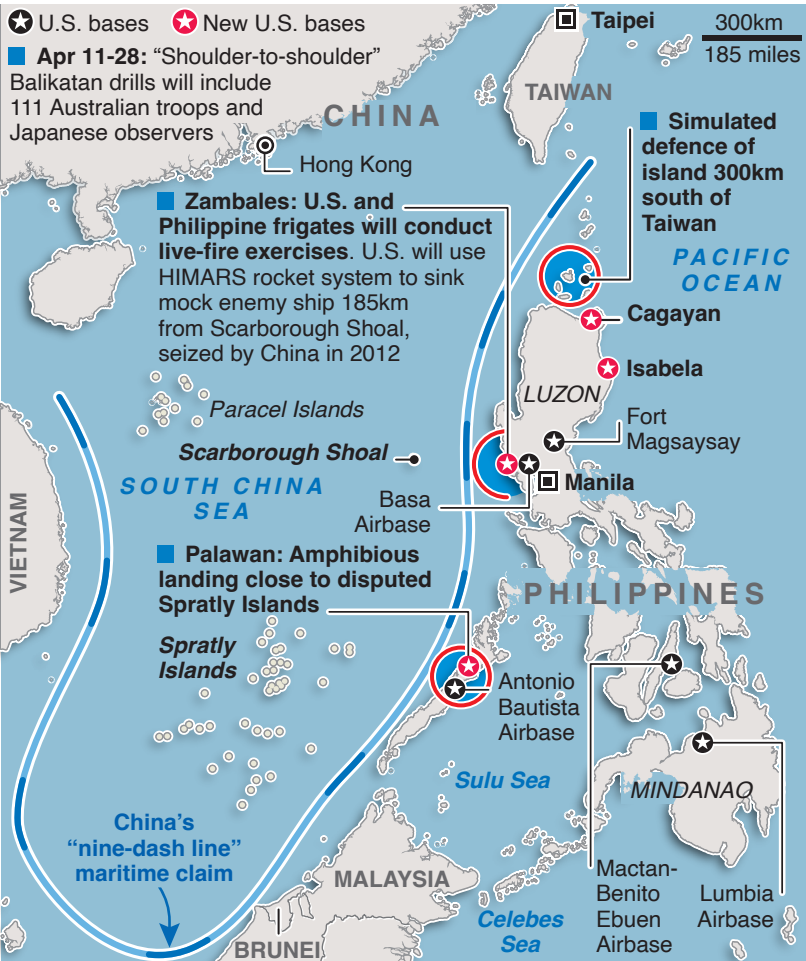 U.S. bases
New U.S. bases
Apr 11-28: “Shoulder-to-shoulder”
Balikatan drills will include
111 Australian troops and
Japanese observers
Taipei
300km
185 miles
TAIWAN
CHINA
Hong Kong
Simulated
defence of
island 300km
south of
Taiwan
Zambales: U.S. and
Philippine frigates will conduct
live-fire exercises. U.S. will use
HIMARS rocket system to sink
mock enemy ship 185km
from Scarborough Shoal,
seized by China in 2012
PACIFIC
OCEAN
Cagayan
Isabela
LUZON
Paracel Islands
Fort
Magsaysay
Scarborough Shoal
SOUTH CHINA
SEA
Manila
Basa
Airbase
VIETNAM
Palawan: Amphibious
landing close to disputed
Spratly Islands
PHILIPPINES
Spratly
Islands
Antonio
Bautista
Airbase
Sulu Sea
MINDANAO
China’s
“nine-dash line”
maritime claim
MALAYSIA
BRUNEI
Celebes
Sea
Mactan-
Benito
Ebuen
Airbase
Lumbia
Airbase